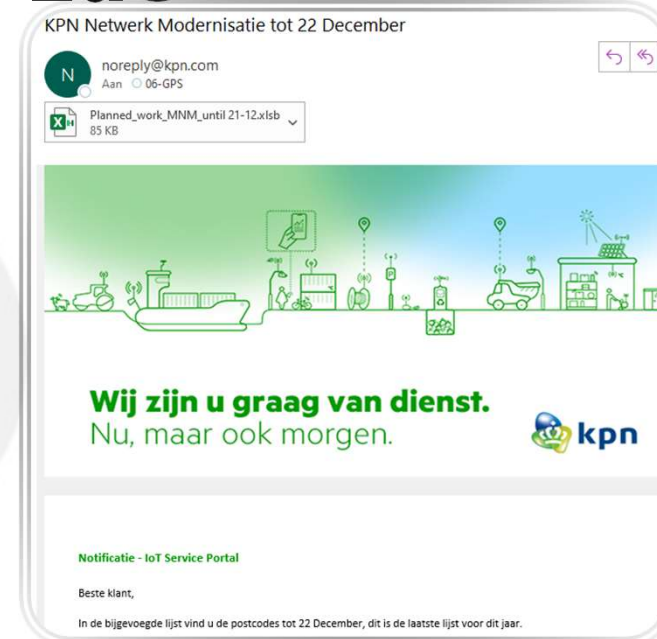 KPN Netwerk Modernisatie tot 22 December
N
noreply@kpn.com
Aan 06-GPS
Planned_work_MNM_until 21-12.xlsb
85 KB
Wij zijn u graag van dienst.
Nu, maar ook morgen.
kpn
Notificatie - IoT Service Portal
Beste klant,
In de bijgevoegde lijst vind u de postcodes tot 22 December, dit is de laatste lijst voor dit jaar.